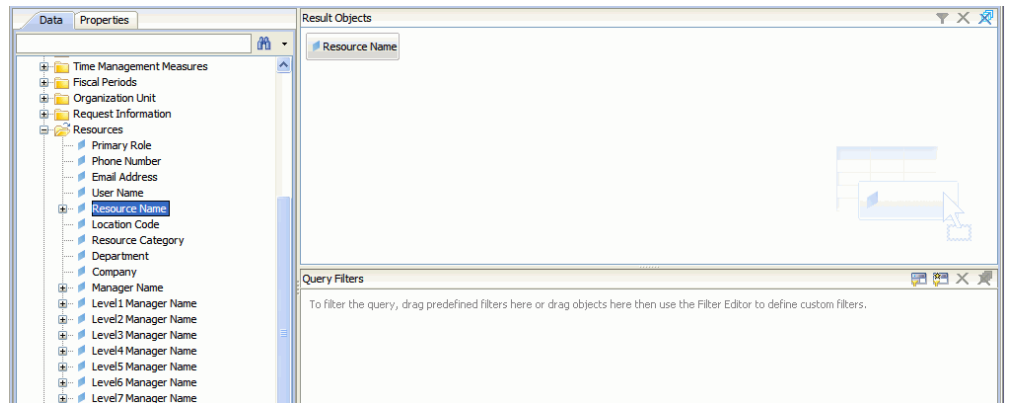 Data
Properties
Time Management Measures
Fiscal Periods
Organization Unit
Request Information
Resources
Primary Role
Phone Number
Email Address
User Name
Resource Name
Location Code
Resource Category
Department
Company
Manager Name
Level1 Manager Name
Level2 Manager Name
Level3 Manager Name
Level4 Manager Name
Level5 Manager Name
Level6 Manager Name
Level7 Manager Name
Result Objects
Resource Name
Query Filters
To filter the query, drag predefined filters here or drag objects here then use the Filter Editor to define custom filters.